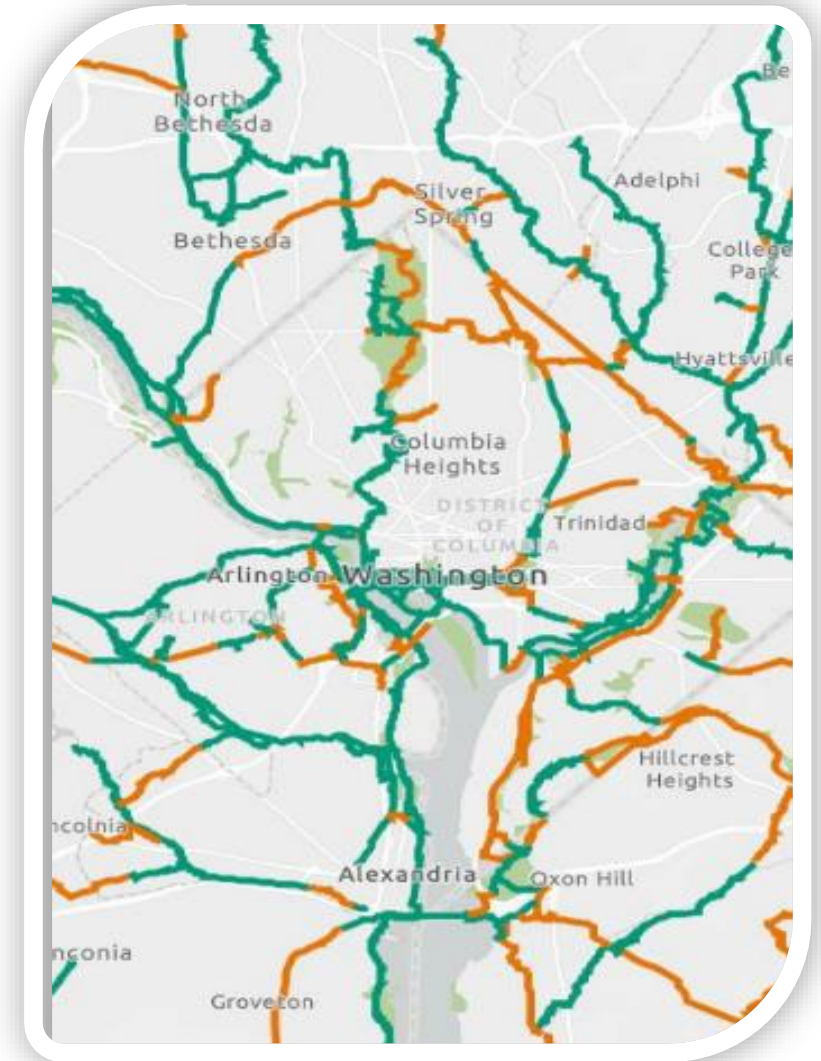 Be
North
Bethesda
Adelphi
Silver
Spring
Bethesda
College
Park
Hyattsville
Columbia
Heights
DISTRICT
OF
COLUMBIA
Trinidad
Arlington
Washington
ARLINGTON
Hillcrest
Heights
ncolnia
Alexandria
Oxon Hill
nconia
Groveton